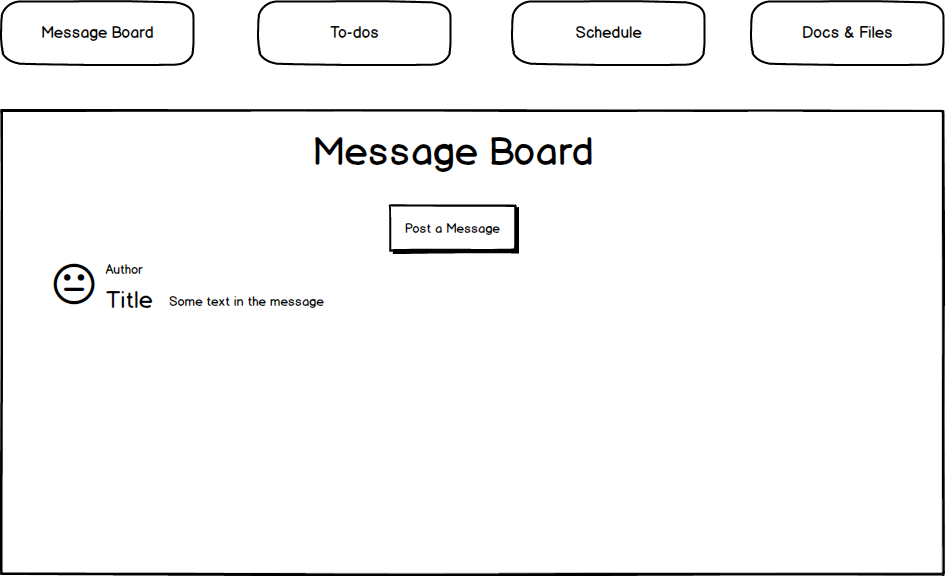 Message Board
To-dos
Schedule
Docs & Files
Message Board
Post a Message
Author
Title Some text in the message